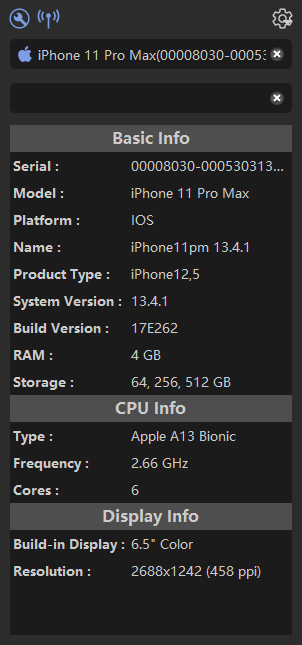 iPhone 11 Pro Max(00008030-00053
Basic Info
Serial : 00008030-000530313...
Model : iPhone 11 Pro Max
Platform : IOS
Name : iPhone11pm 13.4.1
Product Type : iPhone12,5
System Version : 13.4.1
Build Version : 17E262
RAM : 4 GB
Storage : 64, 256, 512 GB
CPU Info
Type : Apple A13 Bionic
Frequency : 2.66 GHz
Cores : 6
Display Info
Build-in Display : 6.5" Color
Resolution : 2688x1242 (458 ppi)